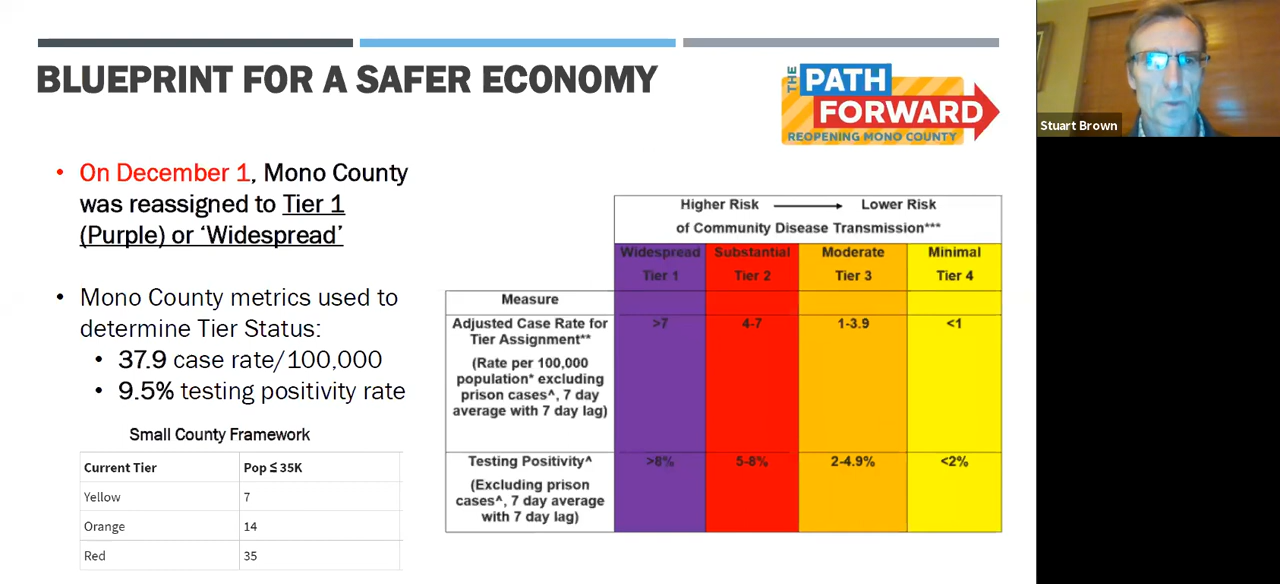 BLUEPRINT FOR A SAFER ECONOMY
THE
PATH
FORWARD
REOPENING MONO COUNTY
Stuart Brown
• On December 1, Mono County
was reassigned to Tier 1
(Purple) or ‘Widespread’
• Mono County metrics used to
determine Tier Status:
• 37.9 case rate/100,000
• 9.5% testing positivity rate
Small County Framework
Current Tier Pop ≦ 35K
Yellow 7
Orange 14
Red 35
Higher Risk → Lower Risk
of Community Disease Transmission***
Widespread Substantial Moderate Minimal
Tier 1 Tier 2 Tier 3 Tier 4
Measure
Adjusted Case Rate for >7 4-7 1-3.9 <1
Tier Assignment**
(Rate per 100,000
population* excluding
prison cases^, 7 day
average with 7 day lag)
Testing Positivity^ >8% 5-8% 2-4.9% <2%
(Excluding prison
cases^, 7 day average
with 7 day lag)